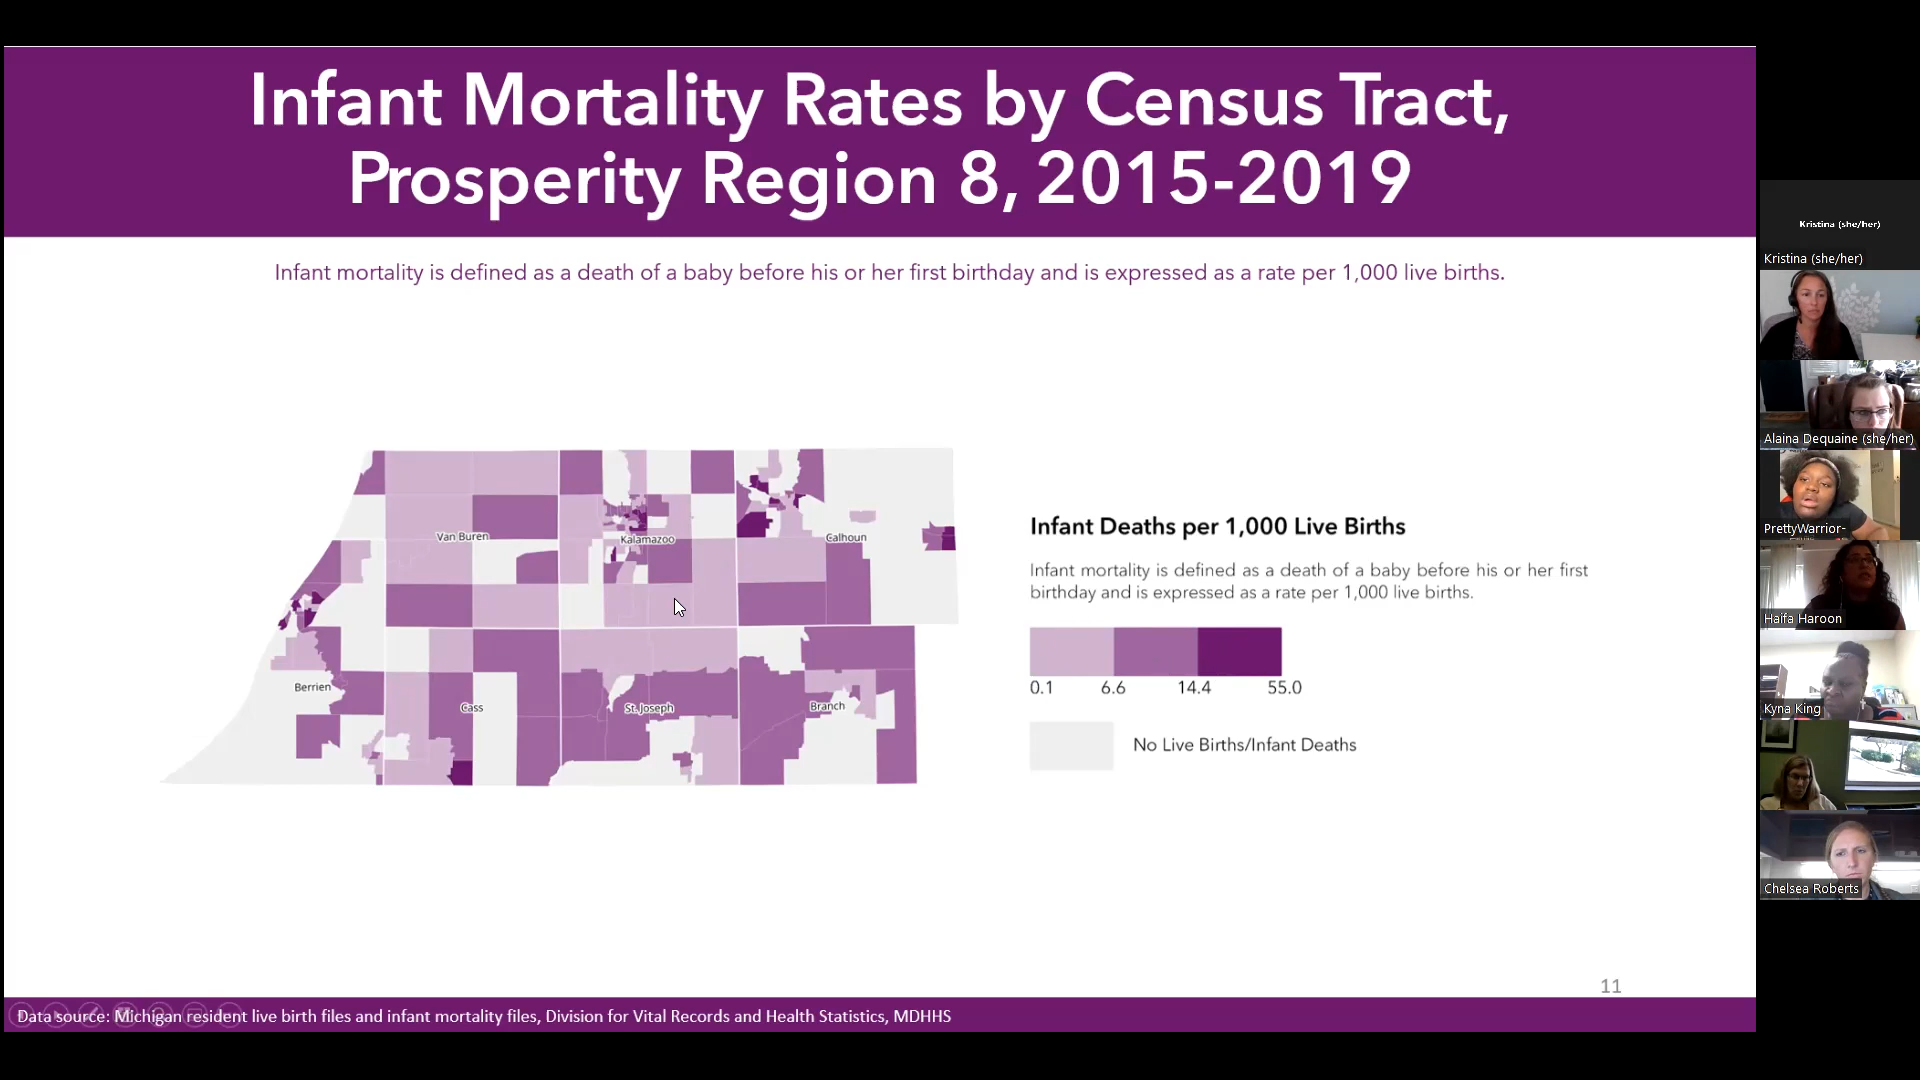 Infant Mortality Rates by Census Tract,
Prosperity Region 8, 2015-2019
Infant mortality is defined as a death of a baby before his or her first birthday and is expressed as a rate per 1,000 live births.
Van Buren
Kalamazoo
Calhoun
Berrien
Cass
St. Joseph
Branch
Infant Deaths per 1,000 Live Births
Infant mortality is defined as a death of a baby before his or her first
birthday and is expressed as a rate per 1,000 live births.
0.1 6.6 14.4 55.0
No Live Births/Infant Deaths
11
Data source: Michigan resident live birth files and infant mortality files, Division for Vital Records and Health Statistics, MDHHS
Kristina (she/her)
Kristina (she/her)
Alaina Dequaine (she/her)
PrettyWarrior-
Haifa Haroon
Kyna King
Chelsea Roberts